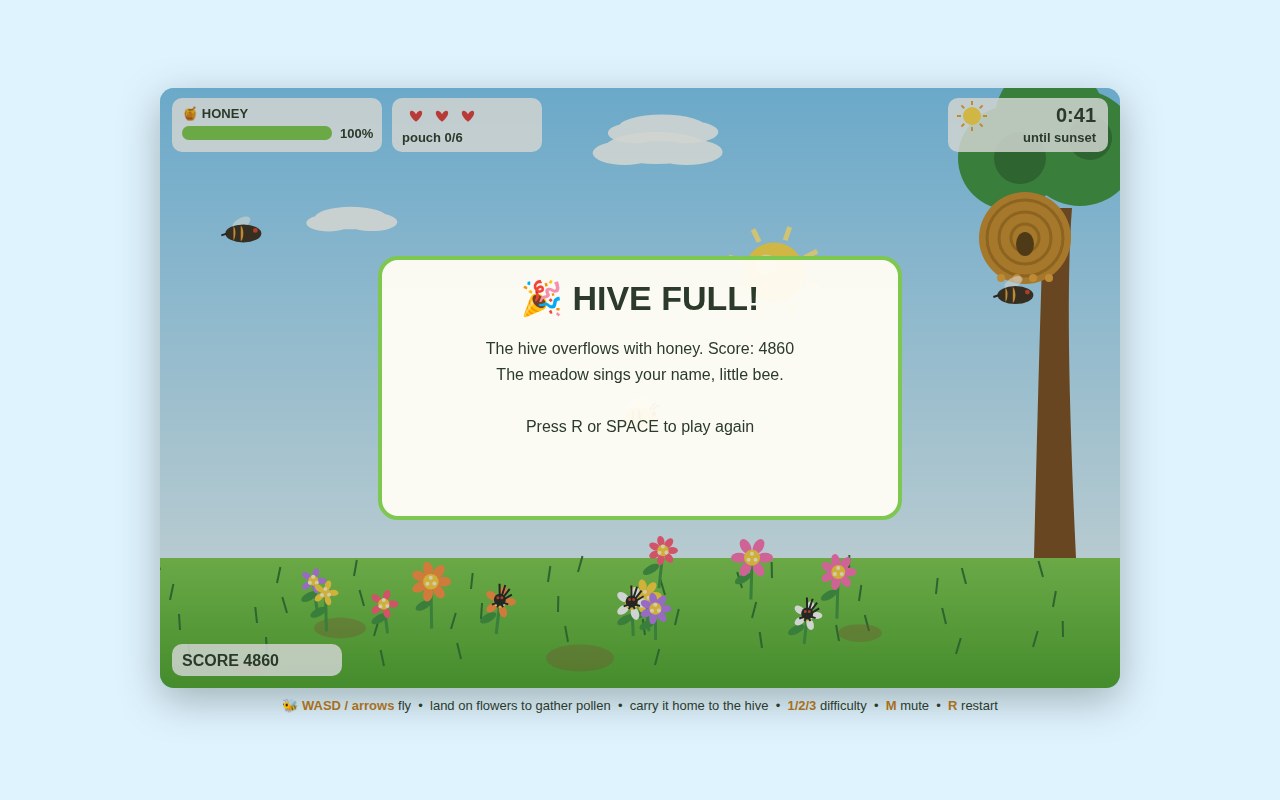 HONEY
100%
pouch 0/6
0:41
until sunset
HIVE FULL!
The hive overflows with honey. Score: 4860
The meadow sings your name, little bee.
Press R or SPACE to play again
SCORE 4860
WASD / arrows fly • land on flowers to gather pollen • carry it home to the hive • 1/2/3 difficulty • M mute • R restart